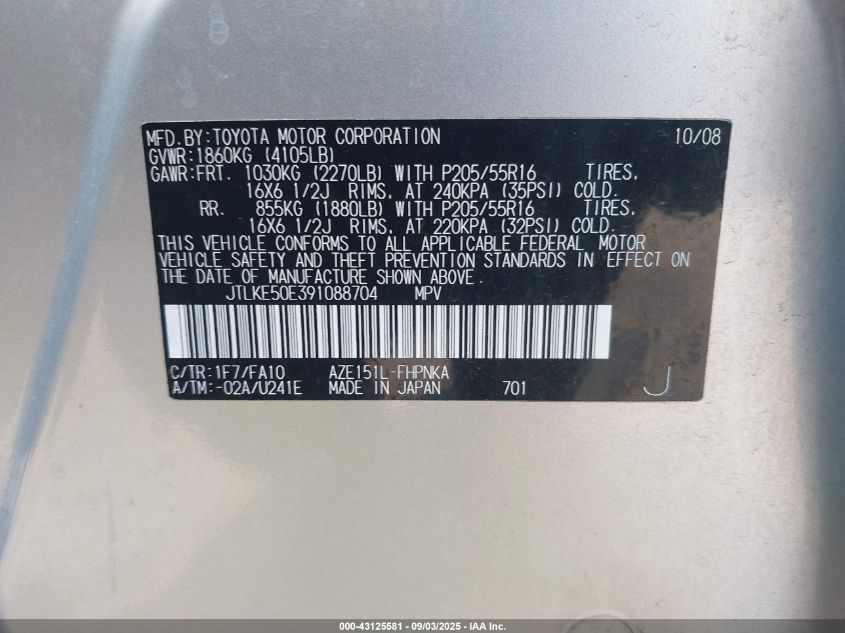 MFD.BY:TOYOTA MOTOR CORPORATION 10/08
GVWR:1860KG (4105LB)
GAWR:FRT. 1030KG (2270LB) WITH P205/55R16 TIRES,
16X6 1/2J RIMS, AT 240KPA (35PSI) COLD.
RR. 855KG (1880LB) WITH P205/55R16 TIRES,
16X6 1/2J RIMS, AT 220KPA (32PSI) COLD.
THIS VEHICLE CONFORMS TO ALL APPLICABLE FEDERAL MOTOR
VEHICLE SAFETY AND THEFT PREVENTION STANDARDS IN EFFECT ON
THE DATE OF MANUFACTURE SHOWN ABOVE.
JTLKE50E391088704 MPV
C/TR:1F7/FA10 AZE151L-FHPNKA
A/TM:-02A/U241E MADE IN JAPAN 701 J
000-43125581 - 09/03/2025 - IAA Inc.